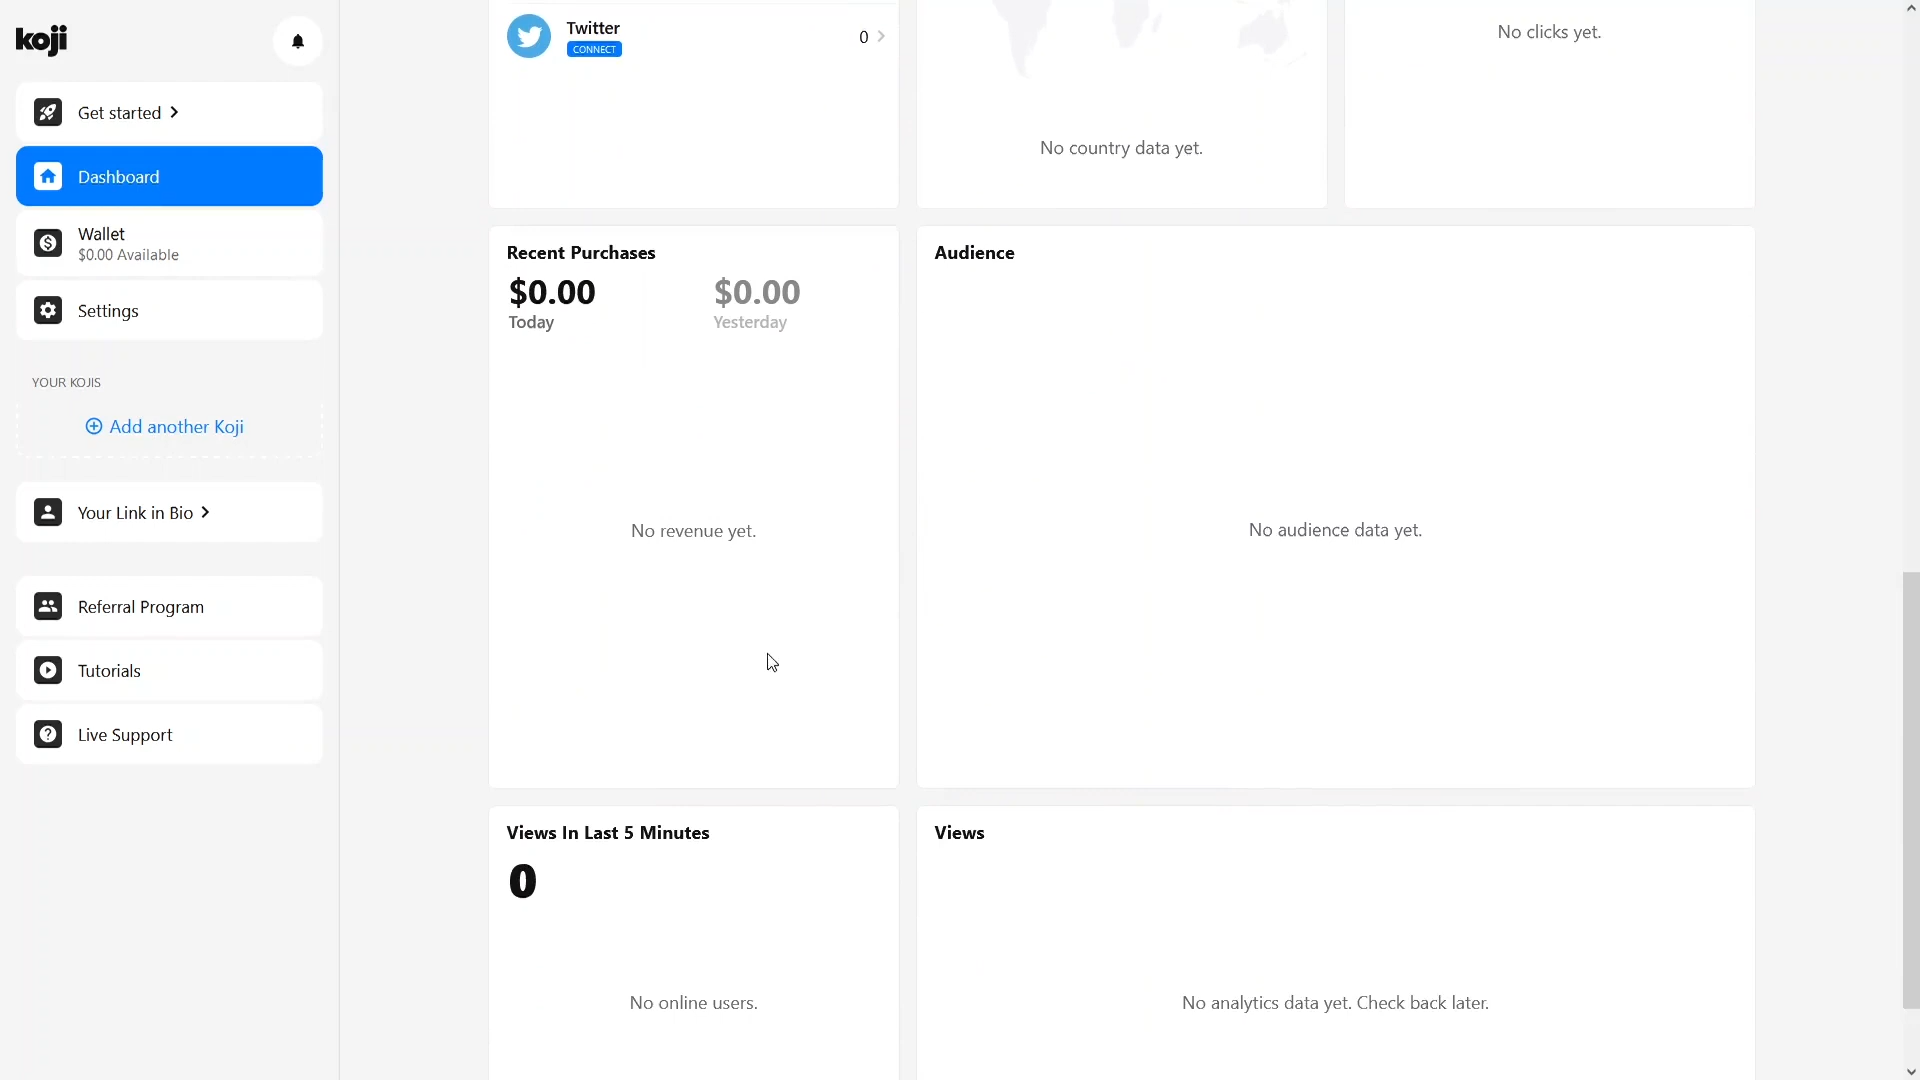 koji
Get started
Dashboard
Wallet
$0.00 Available
Settings
YOUR KOJIS
Add another Koji
Your Link in Bio
Referral Program
Tutorials
Live Support
Twitter
CONNECT
0
No country data yet.
No clicks yet.
Recent Purchases
$0.00
Today
$0.00
Yesterday
No revenue yet.
Audience
No audience data yet.
Views In Last 5 Minutes
0
No online users.
Views
No analytics data yet. Check back later.